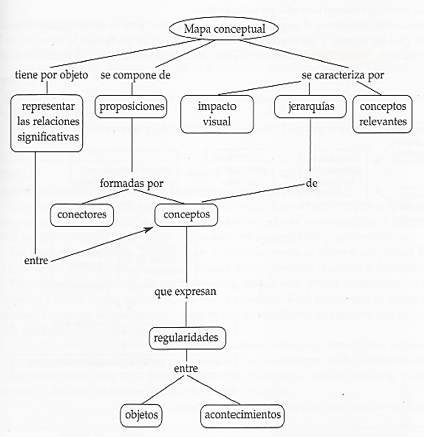 Mapa conceptual
tiene por objeto
se compone de
se caracteriza por
representar
las relaciones
significativas
proposiciones
impacto
visual
jerarquías
conceptos
relevantes
formadas por
de
conectores
conceptos
entre
que expresan
regularidades
entre
objetos
acontecimientos